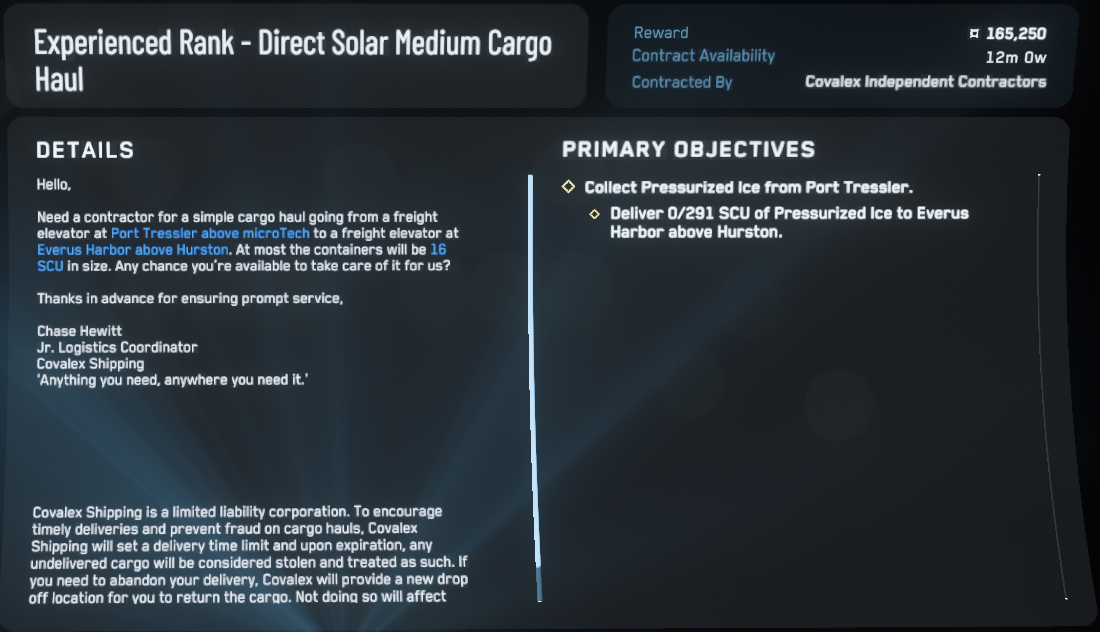 Experienced Rank - Direct Solar Medium Cargo
Haul
Reward ¤ 165,250
Contract Availability 12m 0w
Contracted By Covalex Independent Contractors
DETAILS
Hello,
Need a contractor for a simple cargo haul going from a freight
elevator at Port Tressler above microTech to a freight elevator at
Everus Harbor above Hurston. At most the containers will be 16
SCU in size. Any chance you're available to take care of it for us?
Thanks in advance for ensuring prompt service,
Chase Hewitt
Jr. Logistics Coordinator
Covalex Shipping
'Anything you need, anywhere you need it.'
Covalex Shipping is a limited liability corporation. To encourage
timely deliveries and prevent fraud on cargo hauls, Covalex
Shipping will set a delivery time limit and upon expiration, any
undelivered cargo will be considered stolen and treated as such. If
you need to abandon your delivery, Covalex will provide a new drop
off location for you to return the cargo. Not doing so will affect
PRIMARY OBJECTIVES
Collect Pressurized Ice from Port Tressler.
Deliver 0/291 SCU of Pressurized Ice to Everus
Harbor above Hurston.